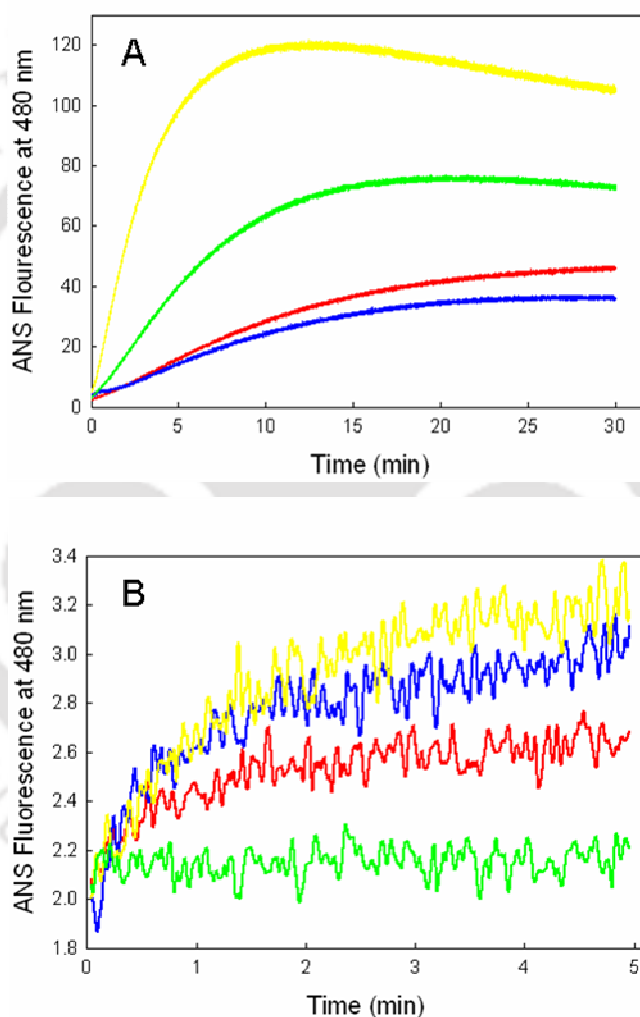 A
ANS Flourescence at 480 nm
120
100
80
60
40
20
0
0 5 10 15 20 25 30
Time (min)
B
ANS Fluorescence at 480 nm
3.4
3.2
3.0
2.8
2.6
2.4
2.2
2.0
1.8
0 1 2 3 4 5
Time (min)